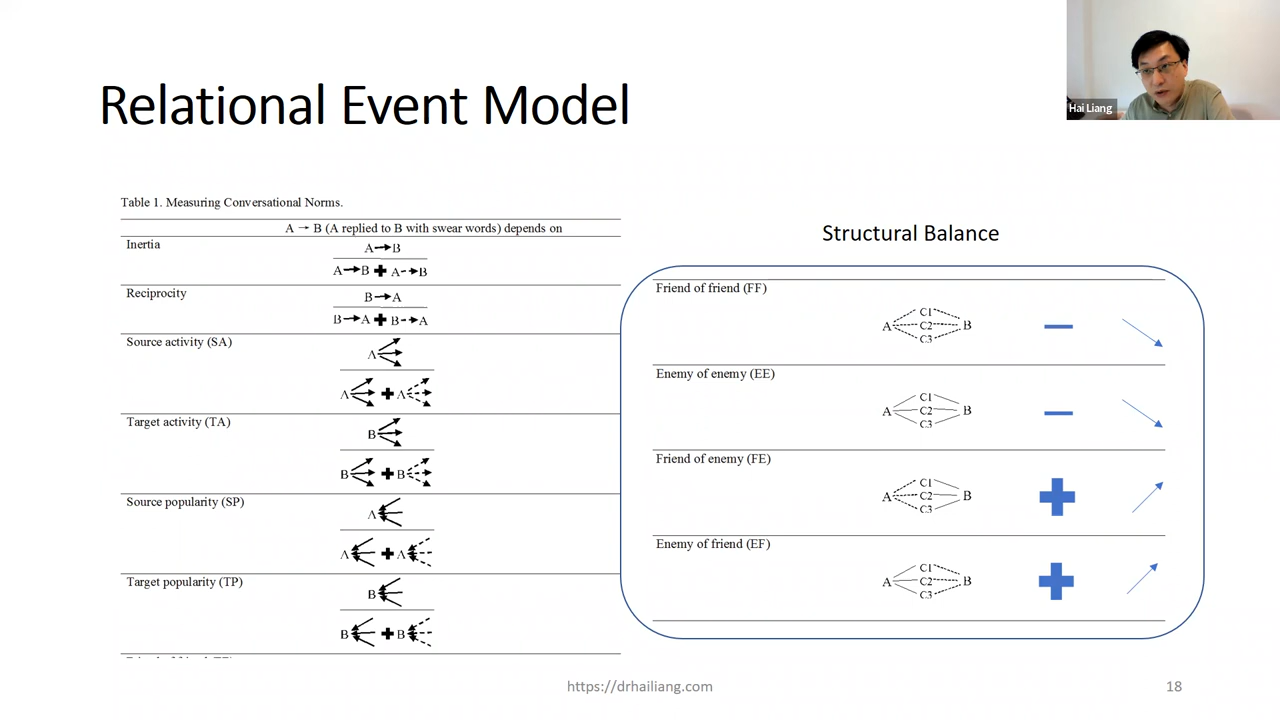 Hai Liang
Relational Event Model
Table 1. Measuring Conversational Norms.
A → B (A replied to B with swear words) depends on
Inertia
A→B
A→B + A⇢B
Reciprocity
B→A
B→A + B⇢A
Source activity (SA)
A
A + A
Target activity (TA)
B
B + B
Source popularity (SP)
A
A + A
Target popularity (TP)
B
B + B
Structural Balance
Friend of friend (FF)
C1
A C2 B
C3
Enemy of enemy (EE)
C1
A C2 B
C3
Friend of enemy (FE)
C1
A C2 B
C3
Enemy of friend (EF)
C1
A C2 B
C3
https://drhailiang.com
18